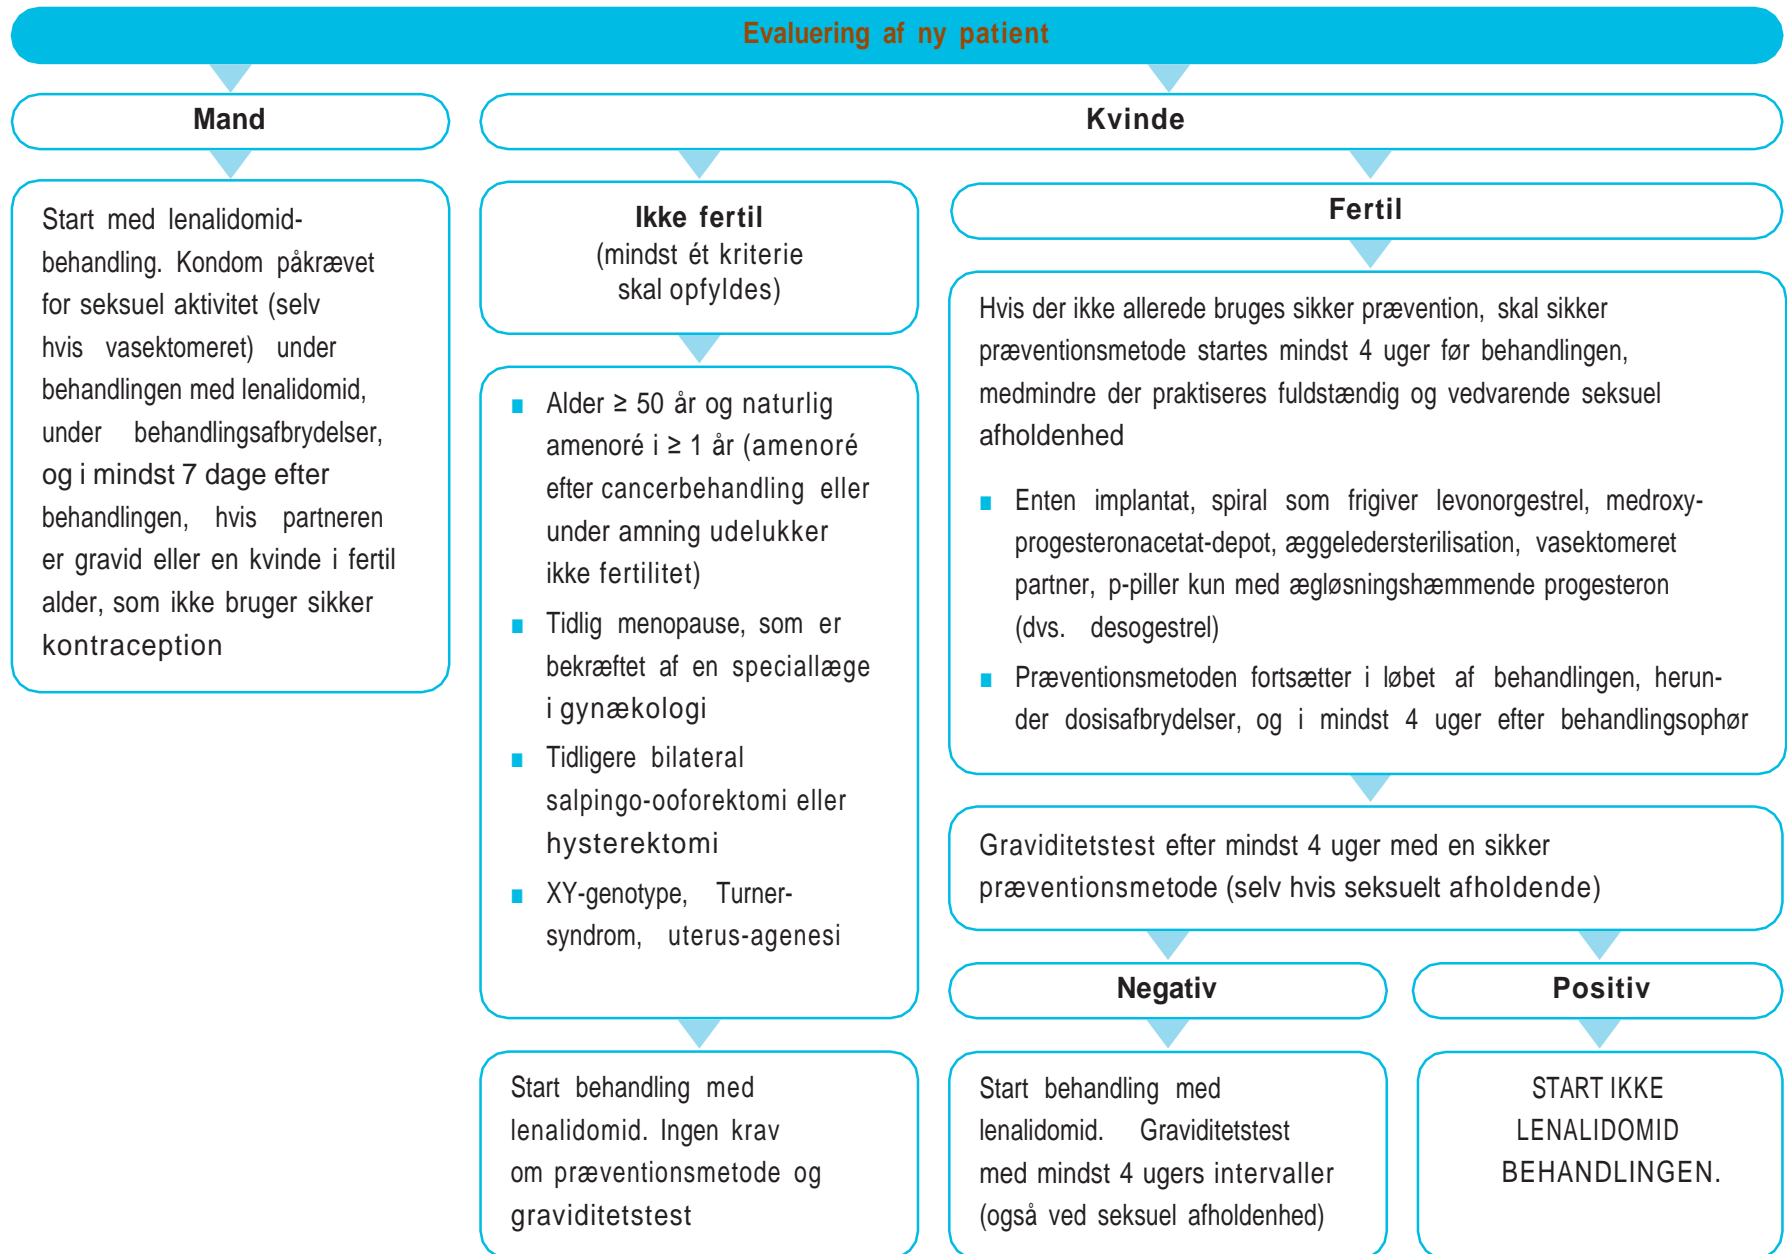 Evaluering af ny patient
Mand
Start med lenalidomid-
behandling. Kondom påkrævet
for seksuel aktivitet (selv
hvis vasektomeret) under
behandlingen med lenalidomid,
under behandlingsafbrydelser,
og i mindst 7 dage efter
behandlingen, hvis partneren
er gravid eller en kvinde i fertil
alder, som ikke bruger sikker
kontraception
Kvinde
Ikke fertil
(mindst ét kriterie
skal opfyldes)
■ Alder ≥ 50 år og naturlig
amenoré i ≥ 1 år (amenoré
efter cancerbehandling eller
under amning udelukker
ikke fertilitet)
■ Tidlig menopause, som er
bekræftet af en speciallæge
i gynækologi
■ Tidligere bilateral
salpingo-ooforektomi eller
hysterektomi
■ XY-genotype, Turner-
syndrom, uterus-agenesi
Start behandling med
lenalidomid. Ingen krav
om præventionsmetode og
graviditetstest
Fertil
Hvis der ikke allerede bruges sikker prævention, skal sikker
præventionsmetode startes mindst 4 uger før behandlingen,
medmindre der praktiseres fuldstændig og vedvarende seksuel
afholdenhed
■ Enten implantat, spiral som frigiver levonorgestrel, medroxy-
progesteronacetat-depot, æggeledersterilisation, vasektomeret
partner, p-piller kun med ægløsningshæmmende progesteron
(dvs. desogestrel)
■ Præventionsmetoden fortsætter i løbet af behandlingen, herun-
der dosisafbrydelser, og i mindst 4 uger efter behandlingsophør
Graviditetstest efter mindst 4 uger med en sikker
præventionsmetode (selv hvis seksuelt afholdende)
Negativ
Start behandling med
lenalidomid. Graviditetstest
med mindst 4 ugers intervaller
(også ved seksuel afholdenhed)
Positiv
START IKKE
LENALIDOMID
BEHANDLINGEN.